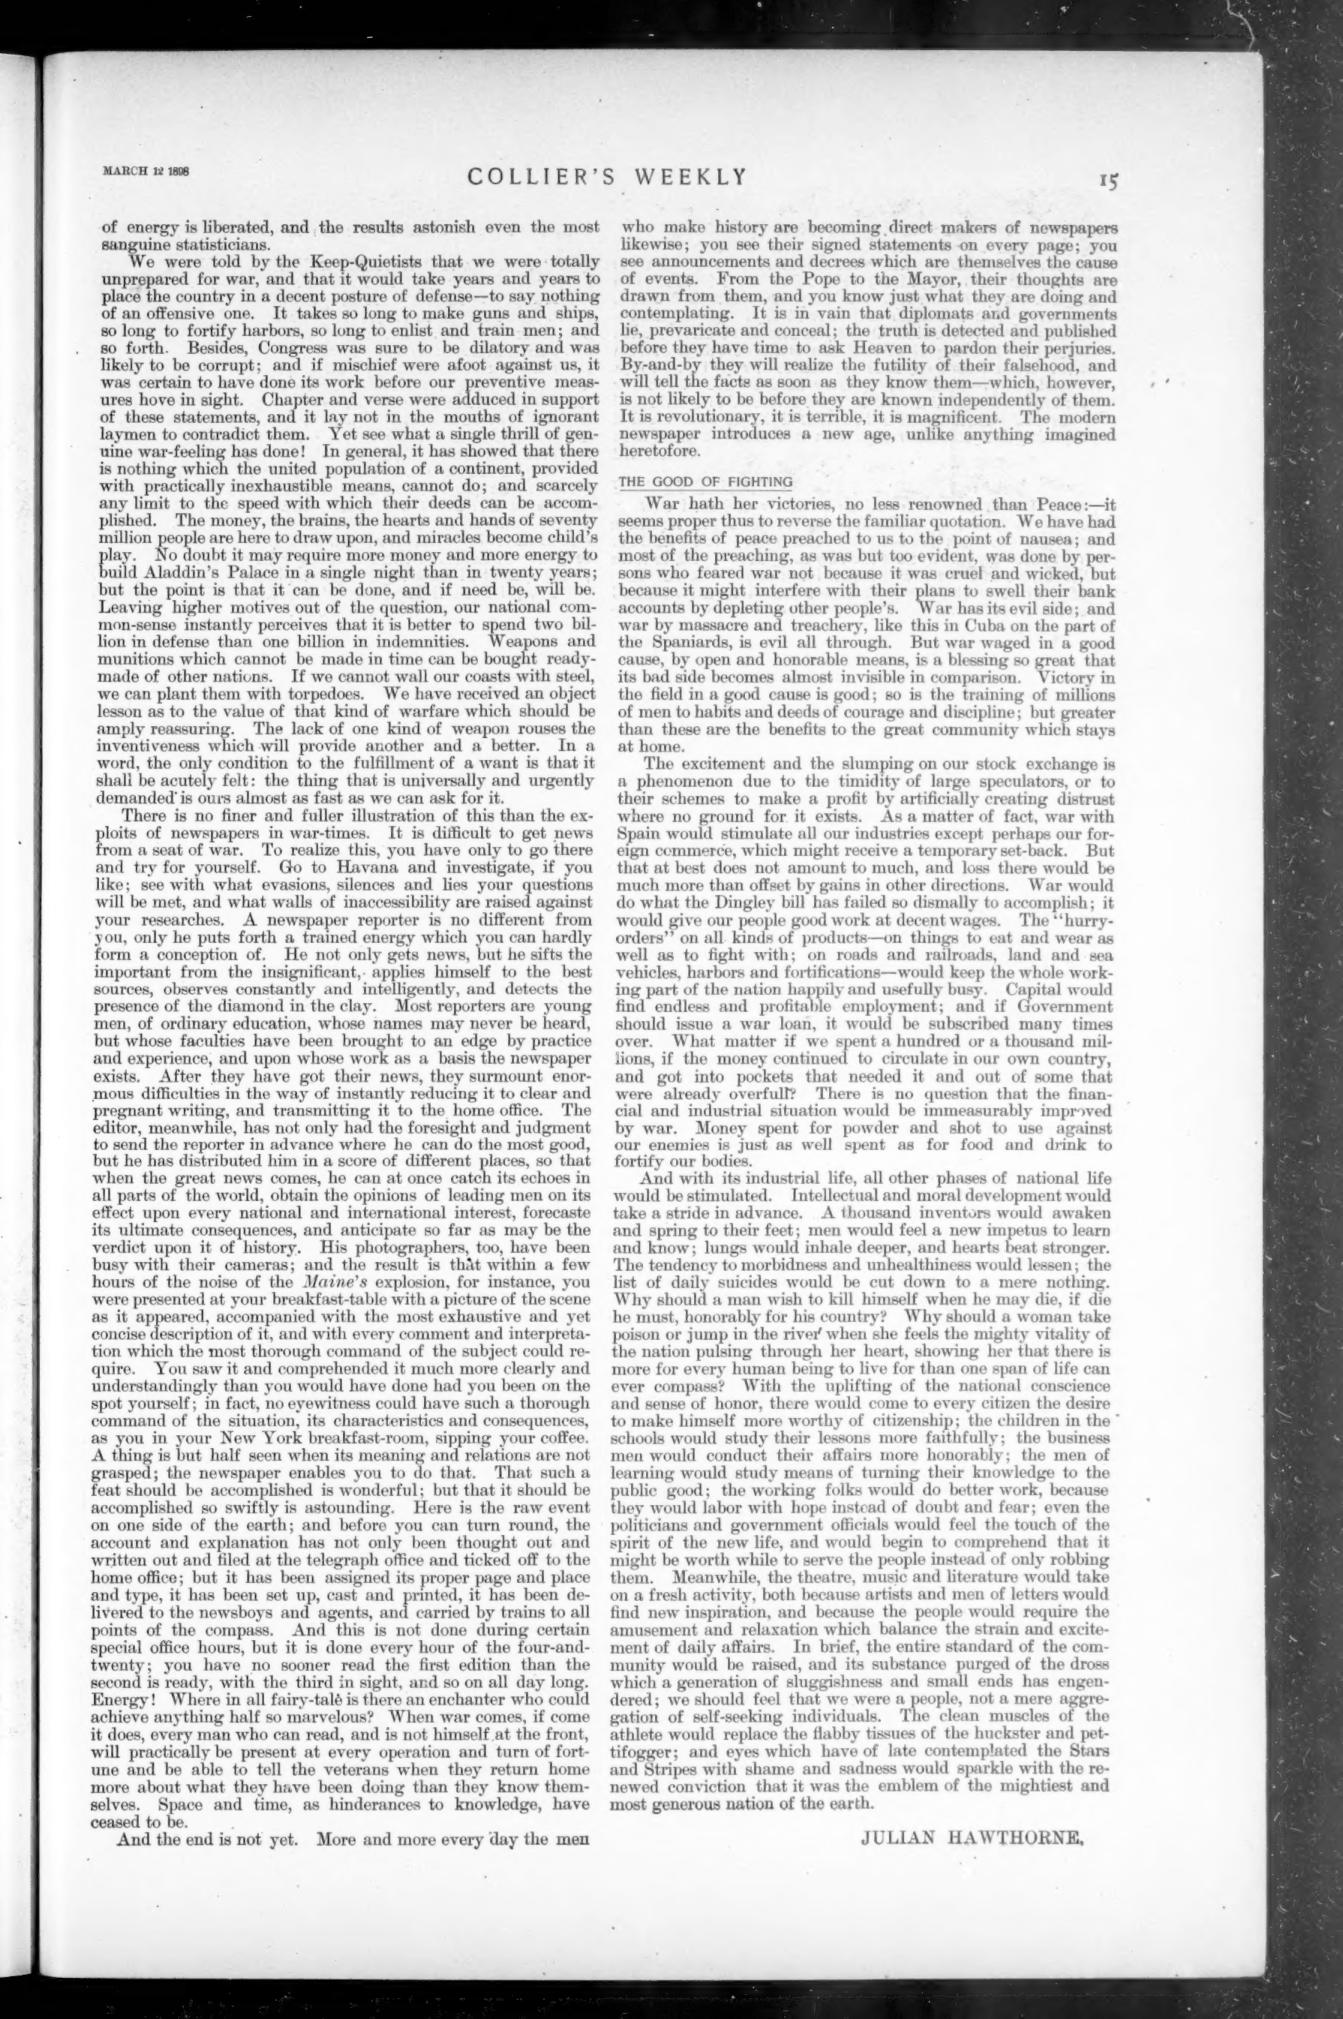 MARCH 12 1898
COLLIER'S WEEKLY
15
of energy is liberated, and the results astonish even the most
sanguine statisticians.
We were told by the Keep-Quietists that we were totally
unprepared for war, and that it would take years and years to
place the country in a decent posture of defense—to say nothing
of an offensive one. It takes so long to make guns and ships,
so long to fortify harbors, so long to enlist and train men; and
so forth. Besides, Congress was sure to be dilatory and was
likely to be corrupt; and if mischief were afoot against us, it
was certain to have done its work before our preventive meas-
ures hove in sight. Chapter and verse were adduced in support
of these statements, and it lay not in the mouths of ignorant
laymen to contradict them. Yet see what a single thrill of gen-
uine war-feeling has done! In general, it has showed that there
is nothing which the united population of a continent, provided
with practically inexhaustible means, cannot do; and scarcely
any limit to the speed with which their deeds can be accom-
plished. The money, the brains, the hearts and hands of seventy
million people are here to draw upon, and miracles become child's
play. No doubt it may require more money and more energy to
build Aladdin's Palace in a single night than in twenty years;
but the point is that it can be done, and if need be, will be.
Leaving higher motives out of the question, our national com-
mon-sense instantly perceives that it is better to spend two bil-
lion in defense than one billion in indemnities. Weapons and
munitions which cannot be made in time can be bought ready-
made of other nations. If we cannot wall our coasts with steel,
we can plant them with torpedoes. We have received an object
lesson as to the value of that kind of warfare which should be
amply reassuring. The lack of one kind of weapon rouses the
inventiveness which will provide another and a better. In a
word, the only condition to the fulfillment of a want is that it
shall be acutely felt: the thing that is universally and urgently
demanded is ours almost as fast as we can ask for it.
There is no finer and fuller illustration of this than the ex-
ploits of newspapers in war-times. It is difficult to get news
from a seat of war. To realize this, you have only to go there
and try for yourself. Go to Havana and investigate, if you
like; see with what evasions, silences and lies your questions
will be met, and what walls of inaccessibility are raised against
your researches. A newspaper reporter is no different from
you, only he puts forth a trained energy which you can hardly
form a conception of. He not only gets news, but he sifts the
important from the insignificant, applies himself to the best
sources, observes constantly and intelligently, and detects the
presence of the diamond in the clay. Most reporters are young
men, of ordinary education, whose names may never be heard,
but whose faculties have been brought to an edge by practice
and experience, and upon whose work as a basis the newspaper
exists. After they have got their news, they surmount enor-
mous difficulties in the way of instantly reducing it to clear and
pregnant writing, and transmitting it to the home office. The
editor, meanwhile, has not only had the foresight and judgment
to send the reporter in advance where he can do the most good,
but he has distributed him in a score of different places, so that
when the great news comes, he can at once catch its echoes in
all parts of the world, obtain the opinions of leading men on its
effect upon every national and international interest, forecaste
its ultimate consequences, and anticipate so far as may be the
verdict upon it of history. His photographers, too, have been
busy with their cameras; and the result is that within a few
hours of the noise of the Maine's explosion, for instance, you
were presented at your breakfast-table with a picture of the scene
as it appeared, accompanied with the most exhaustive and yet
concise description of it, and with every comment and interpreta-
tion which the most thorough command of the subject could re-
quire. You saw it and comprehended it much more clearly and
understandingly than you would have done had you been on the
spot yourself; in fact, no eyewitness could have such a thorough
command of the situation, its characteristics and consequences,
as you in your New York breakfast-room, sipping your coffee.
A thing is but half seen when its meaning and relations are not
grasped; the newspaper enables you to do that. That such a
feat should be accomplished is wonderful; but that it should be
accomplished so swiftly is astounding. Here is the raw event
on one side of the earth; and before you can turn round, the
account and explanation has not only been thought out and
written out and filed at the telegraph office and ticked off to the
home office; but it has been assigned its proper page and place
and type, it has been set up, cast and printed, it has been de-
livered to the newsboys and agents, and carried by trains to all
points of the compass. And this is not done during certain
special office hours, but it is done every hour of the four-and-
twenty; you have no sooner read the first edition than the
second is ready, with the third in sight, and so on all day long.
Energy! Where in all fairy-tale is there an enchanter who could
achieve anything half so marvelous? When war comes, if come
it does, every man who can read, and is not himself at the front,
will practically be present at every operation and turn of fort-
une and be able to tell the veterans when they return home
more about what they have been doing than they know them-
selves. Space and time, as hinderances to knowledge, have
ceased to be.
And the end is not yet. More and more every day the men
who make history are becoming direct makers of newspapers
likewise; you see their signed statements on every page; you
see announcements and decrees which are themselves the cause
of events. From the Pope to the Mayor, their thoughts are
drawn from them, and you know just what they are doing and
contemplating. It is in vain that diplomats and governments
lie, prevaricate and conceal; the truth is detected and published
before they have time to ask Heaven to pardon their perjuries.
By-and-by they will realize the futility of their falsehood, and
will tell the facts as soon as they know them—which, however,
is not likely to be before they are known independently of them.
It is revolutionary, it is terrible, it is magnificent. The modern
newspaper introduces a new age, unlike anything imagined
heretofore.
THE GOOD OF FIGHTING
War hath her victories, no less renowned than Peace:—it
seems proper thus to reverse the familiar quotation. We have had
the benefits of peace preached to us to the point of nausea; and
most of the preaching, as was but too evident, was done by per-
sons who feared war not because it was cruel and wicked, but
because it might interfere with their plans to swell their bank
accounts by depleting other people's. War has its evil side; and
war by massacre and treachery, like this in Cuba on the part of
the Spaniards, is evil all through. But war waged in a good
cause, by open and honorable means, is a blessing so great that
its bad side becomes almost invisible in comparison. Victory in
the field in a good cause is good; so is the training of millions
of men to habits and deeds of courage and discipline; but greater
than these are the benefits to the great community which stays
at home.
The excitement and the slumping on our stock exchange is
a phenomenon due to the timidity of large speculators, or to
their schemes to make a profit by artificially creating distrust
where no ground for it exists. As a matter of fact, war with
Spain would stimulate all our industries except perhaps our for-
eign commerce, which might receive a temporary set-back. But
that at best does not amount to much, and loss there would be
much more than offset by gains in other directions. War would
do what the Dingley bill has failed so dismally to accomplish; it
would give our people good work at decent wages. The "hurry-
orders" on all kinds of products—on things to eat and wear as
well as to fight with; on roads and railroads, land and sea
vehicles, harbors and fortifications—would keep the whole work-
ing part of the nation happily and usefully busy. Capital would
find endless and profitable employment; and if Government
should issue a war loan, it would be subscribed many times
over. What matter if we spent a hundred or a thousand mil-
lions, if the money continued to circulate in our own country,
and got into pockets that needed it and out of some that
were already overfull? There is no question that the finan-
cial and industrial situation would be immeasurably improved
by war. Money spent for powder and shot to use against
our enemies is just as well spent as for food and drink to
fortify our bodies.
And with its industrial life, all other phases of national life
would be stimulated. Intellectual and moral development would
take a stride in advance. A thousand inventors would awaken
and spring to their feet; men would feel a new impetus to learn
and know; lungs would inhale deeper, and hearts beat stronger.
The tendency to morbidness and unhealthiness would lessen; the
list of daily suicides would be cut down to a mere nothing.
Why should a man wish to kill himself when he may die, if die
he must, honorably for his country? Why should a woman take
poison or jump in the river when she feels the mighty vitality of
the nation pulsing through her heart, showing her that there is
more for every human being to live for than one span of life can
ever compass? With the uplifting of the national conscience
and sense of honor, there would come to every citizen the desire
to make himself more worthy of citizenship; the children in the
schools would study their lessons more faithfully; the business
men would conduct their affairs more honorably; the men of
learning would study means of turning their knowledge to the
public good; the working folks would do better work, because
they would labor with hope instead of doubt and fear; even the
politicians and government officials would feel the touch of the
spirit of the new life, and would begin to comprehend that it
might be worth while to serve the people instead of only robbing
them. Meanwhile, the theatre, music and literature would take
on a fresh activity, both because artists and men of letters would
find new inspiration, and because the people would require the
amusement and relaxation which balance the strain and excite-
ment of daily affairs. In brief, the entire standard of the com-
munity would be raised, and its substance purged of the dross
which a generation of sluggishness and small ends has engen-
dered; we should feel that we were a people, not a mere aggre-
gation of self-seeking individuals. The clean muscles of the
athlete would replace the flabby tissues of the huckster and pet-
tifogger; and eyes which have of late contemplated the Stars
and Stripes with shame and sadness would sparkle with the re-
newed conviction that it was the emblem of the mightiest and
most generous nation of the earth.
JULIAN HAWTHORNE.